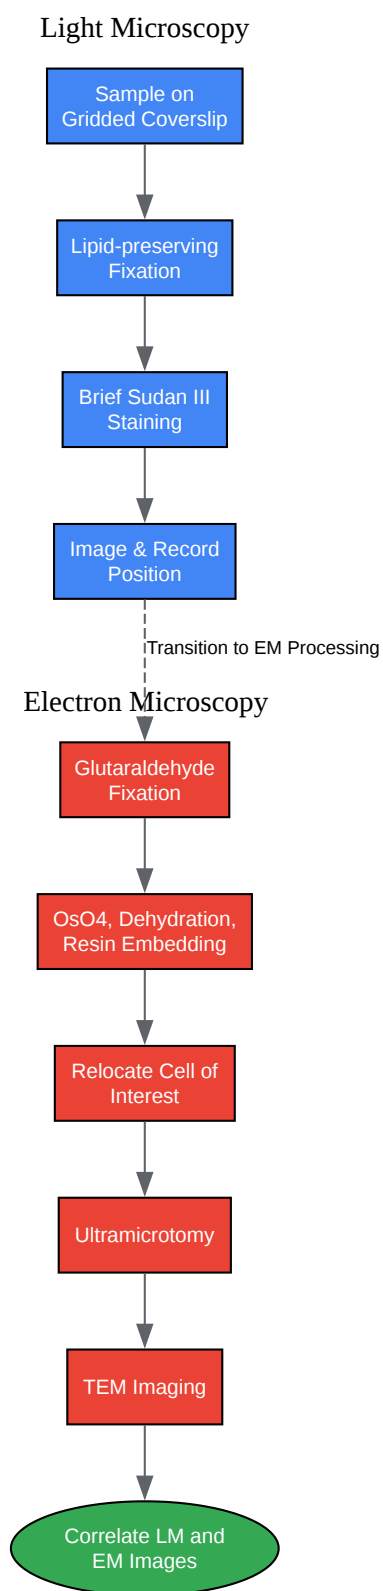 Light Microscopy
Sample on
Gridded Coverslip
Lipid-preserving
Fixation
Brief Sudan III
Staining
Image & Record
Position
Transition to EM Processing
Electron Microscopy
Glutaraldehyde
Fixation
OsO4, Dehydration,
Resin Embedding
Relocate Cell of
Interest
Ultramicrotomy
TEM Imaging
Correlate LM and
EM Images